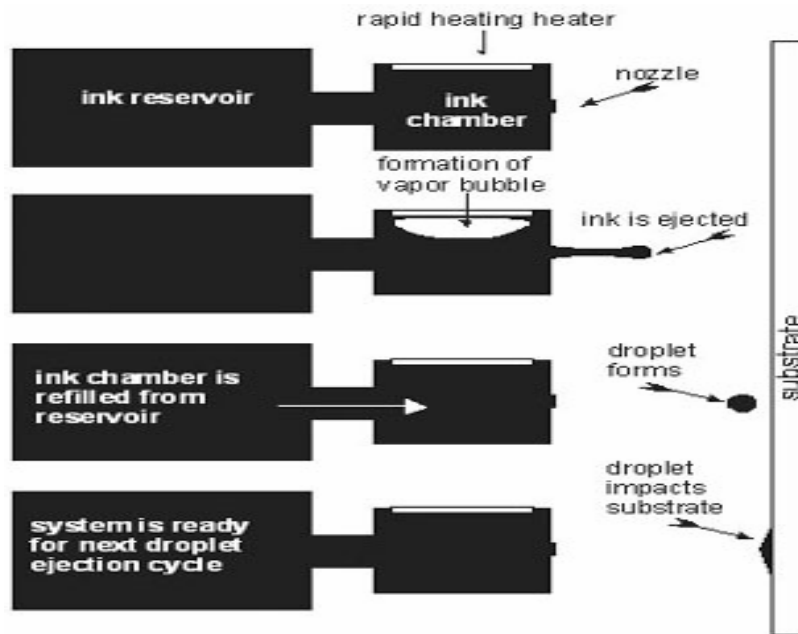 rapid heating heater
ink reservoir
ink
chamber
nozzle
formation of
vapor bubble
ink is ejected
substrate
ink chamber is
refilled from
reservoir
droplet
forms
droplet
impacts
substrate
system is ready
for next droplet
ejection cycle